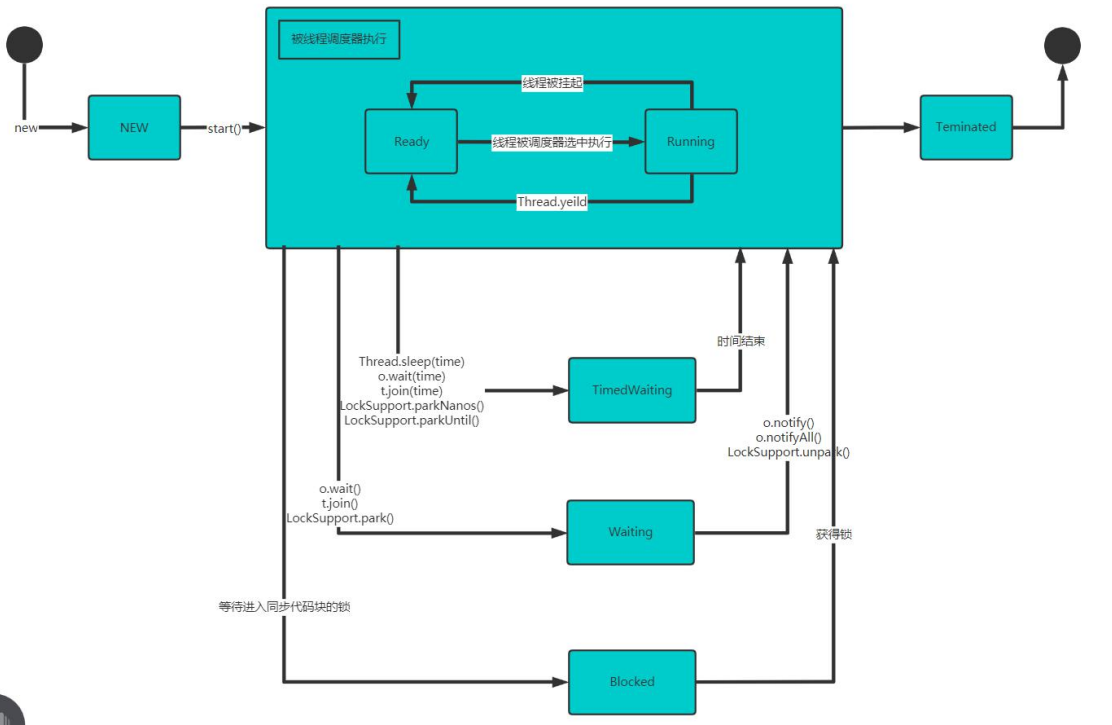 被线程调度器执行
线程被挂起
new
NEW
start()
Ready
线程被调度器选中执行
Running
Teminated
Thread.yeild
时间结束
Thread.sleep(time)
o.wait(time)
t.join(time)
LockSupport.parkNanos()
LockSupport.parkUntil()
TimedWaiting
o.notify()
o.notifyAll()
LockSupport.unpark()
o.wait()
t.join()
LockSupport.park()
Waiting
获得锁
等待进入同步代码块的锁
Blocked